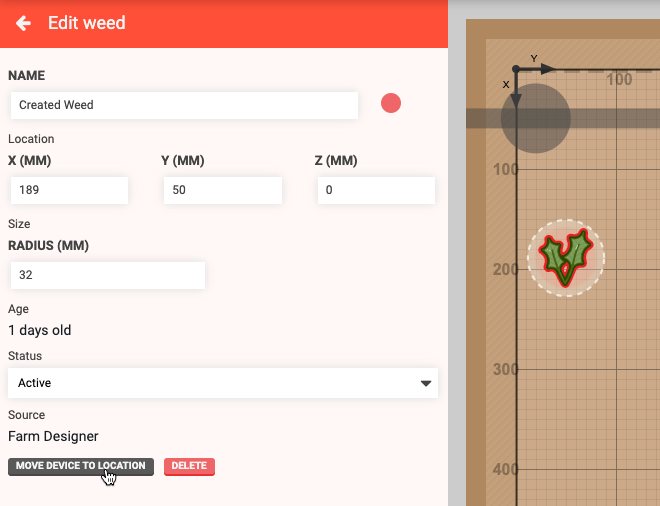 Edit weed
NAME
Created Weed
Location
X (MM) Y (MM) Z (MM)
189 50 0
Size
RADIUS (MM)
32
Age
1 days old
Status
Active
Source
Farm Designer
MOVE DEVICE TO LOCATION DELETE
Y
100
X
100
200
300
400